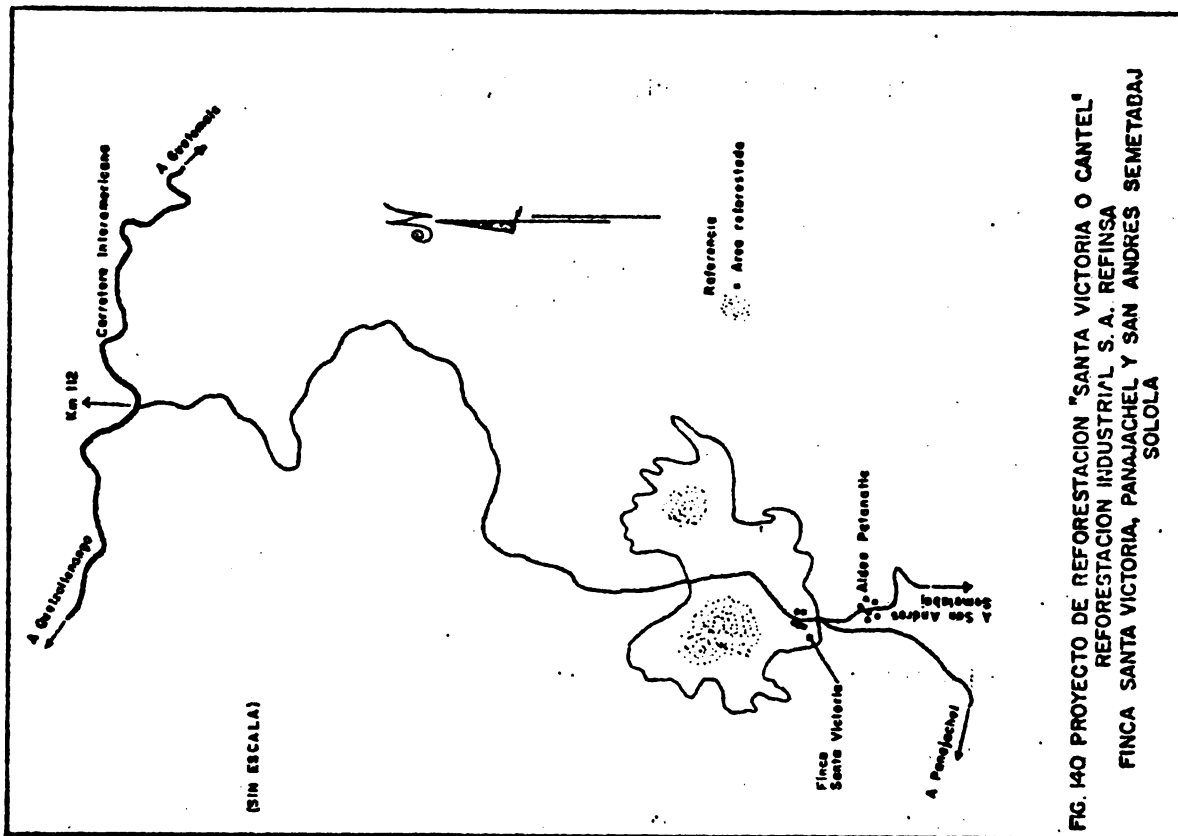 A Quezaltenango
Km 112
Carretera Interamericana
A Guatemala
(SIN ESCALA)
N
Referencia
Area reforestada
Finca
Santa Victoria
Aldea Patanatic
A San Andres
Semetabaj
A Panajachel
FIG. 14Q PROYECTO DE REFORESTACION "SANTA VICTORIA O CANTEL"
REFORESTACION INDUSTRIAL S. A. REFINSA
FINCA SANTA VICTORIA, PANAJACHEL Y SAN ANDRES SEMETABAJ
SOLOLA